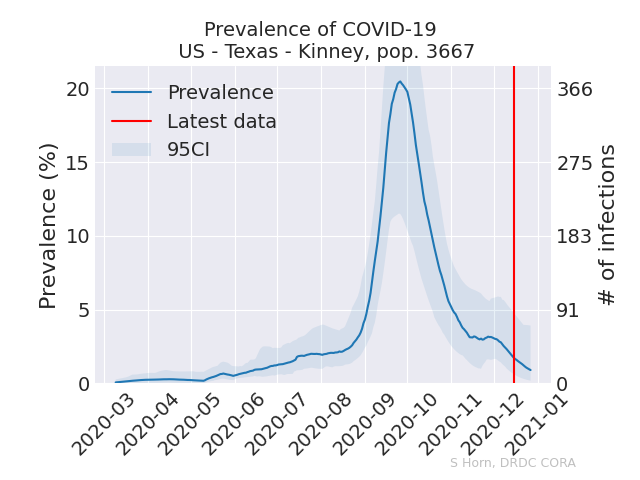 Prevalence of COVID-19
US - Texas - Kinney, pop. 3667
Prevalence
Latest data
95CI
Prevalence (%)
20
15
10
5
0
366
275
183
91
0
# of infections
2020-03
2020-04
2020-05
2020-06
2020-07
2020-08
2020-09
2020-10
2020-11
2020-12
2021-01
S Horn, DRDC CORA